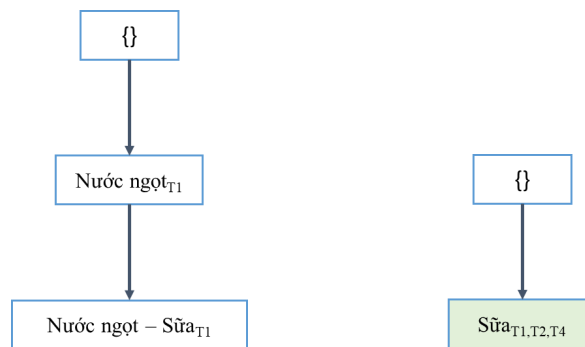 {}
Nước ngọtT1
{}
Nước ngọt – SữaT1
SữaT1,T2,T4